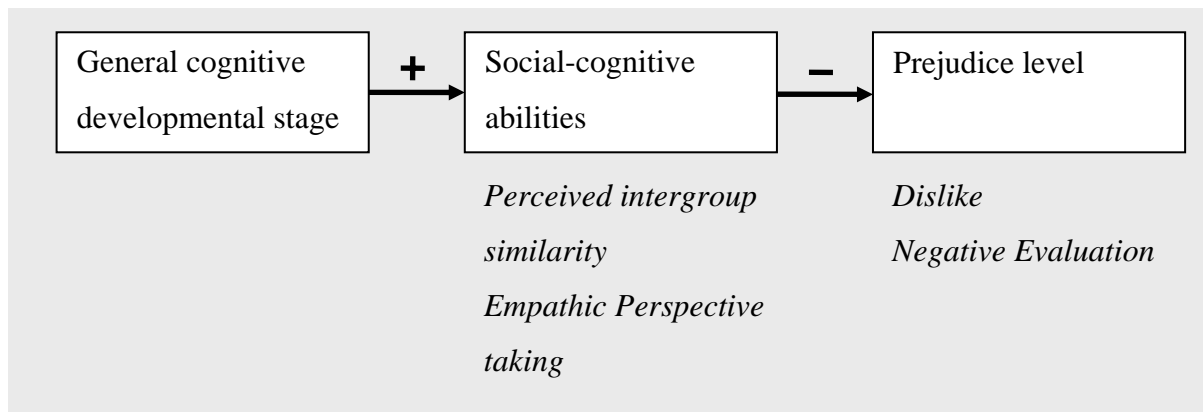 General cognitive
developmental stage
+
Social-cognitive
abilities
–
Prejudice level
Perceived intergroup
similarity
Empathic Perspective
taking
Dislike
Negative Evaluation